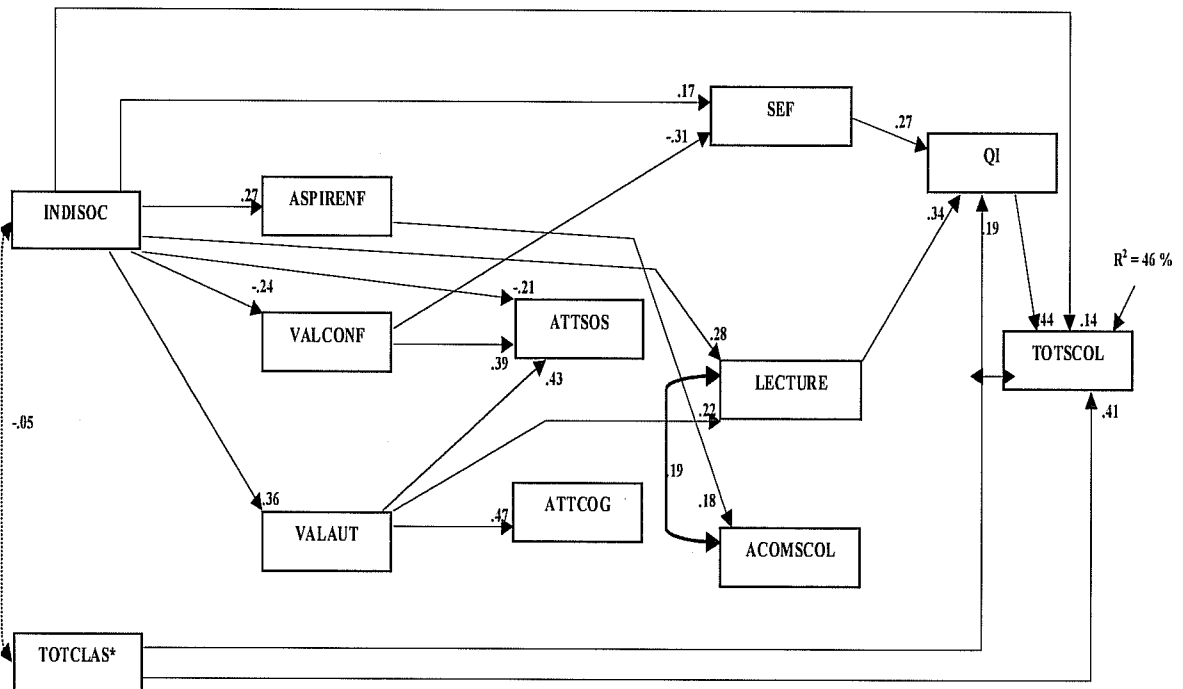 .17
SEF
-.31
.27
QI
INDISOC
.27
ASPIRENF
.34
.19
R² = 46 %
-.24
-.21
VALCONF
ATTSOS
.39
.43
.28
.44
.14
TOTSCOL
LECTURE
.22
.41
-.05
.19
.36
.47
ATTCOG
.18
VALAUT
ACOMSCOL
TOTCLAS*